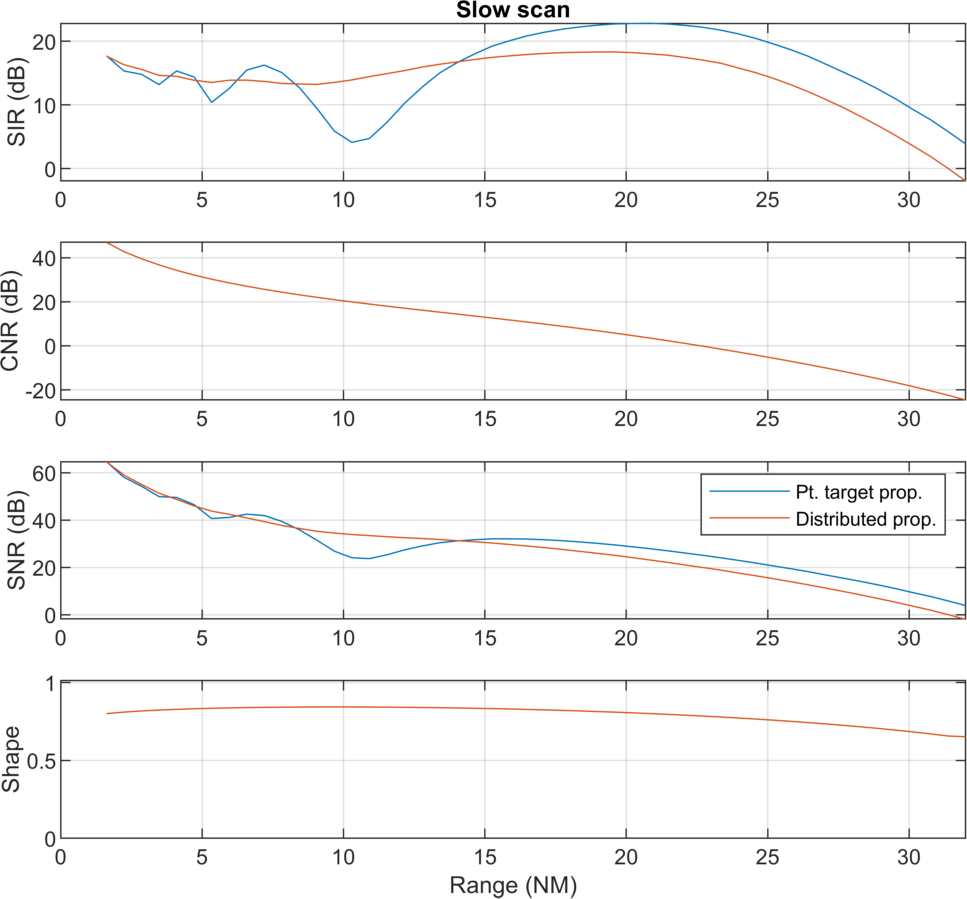 Slow scan
SIR (dB)
20
10
0
0 5 10 15 20 25 30
CNR (dB)
40
20
0
-20
0 5 10 15 20 25 30
SNR (dB)
60
40
20
0
Pt. target prop.
Distributed prop.
0 5 10 15 20 25 30
Shape
1
0.5
0
0 5 10 15 20 25 30
Range (NM)